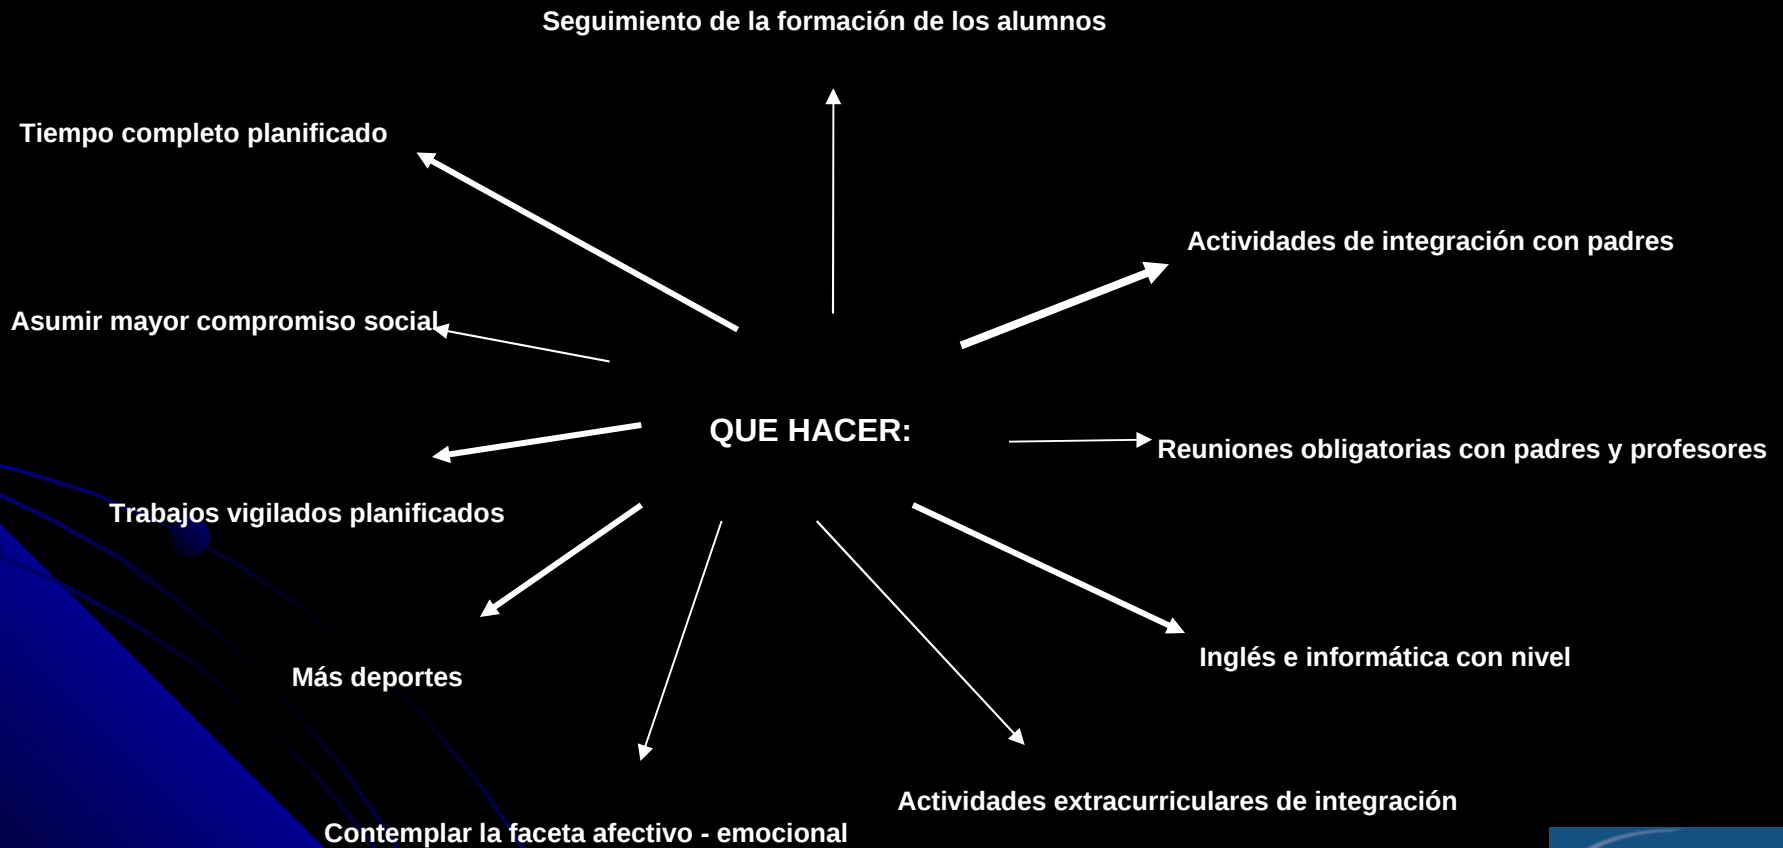 Seguimiento de la formación de los alumnos
Tiempo completo planificado
Actividades de integración con padres
Asumir mayor compromiso social
QUE HACER:
Reuniones obligatorias con padres y profesores
Trabajos vigilados planificados
Inglés e informática con nivel
Más deportes
Actividades extracurriculares de integración
Contemplar la faceta afectivo - emocional